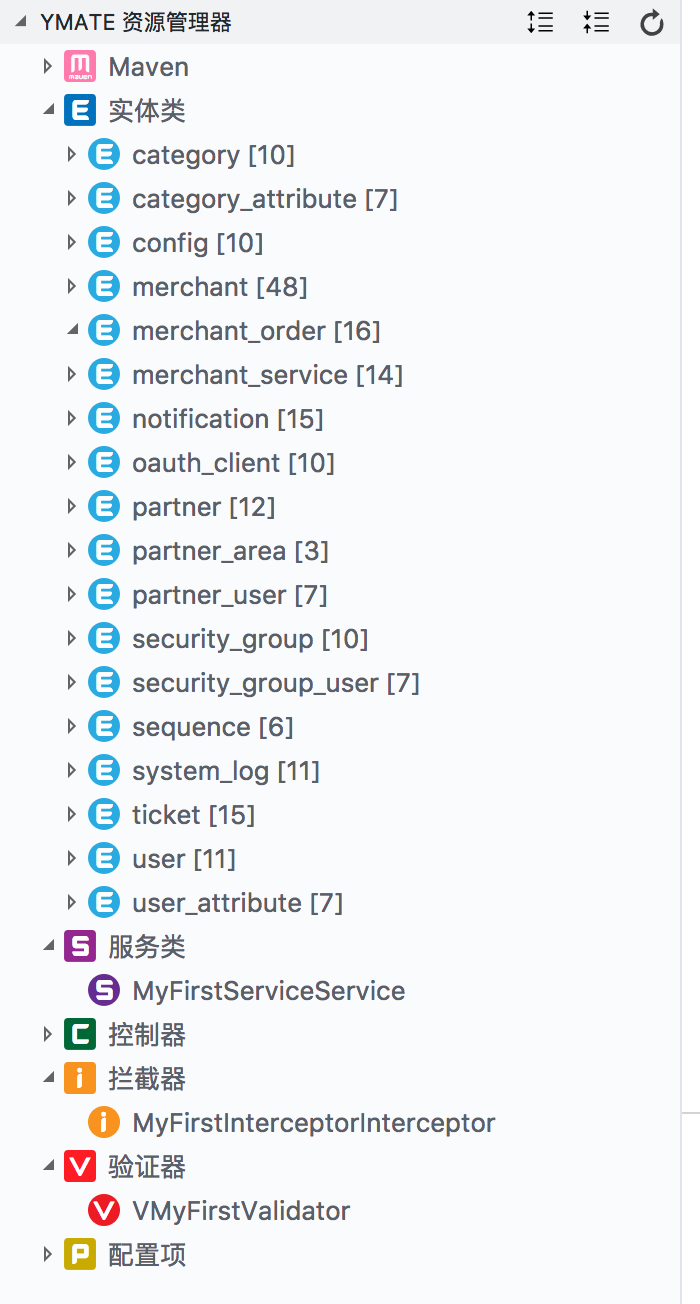 YMATE 资源管理器
maven Maven
E 实体类
E category [10]
E category_attribute [7]
E config [10]
E merchant [48]
E merchant_order [16]
E merchant_service [14]
E notification [15]
E oauth_client [10]
E partner [12]
E partner_area [3]
E partner_user [7]
E security_group [10]
E security_group_user [7]
E sequence [6]
E system_log [11]
E ticket [15]
E user [11]
E user_attribute [7]
S 服务类
S MyFirstServiceService
C 控制器
i 拦截器
i MyFirstInterceptorInterceptor
V 验证器
V VMyFirstValidator
P 配置项